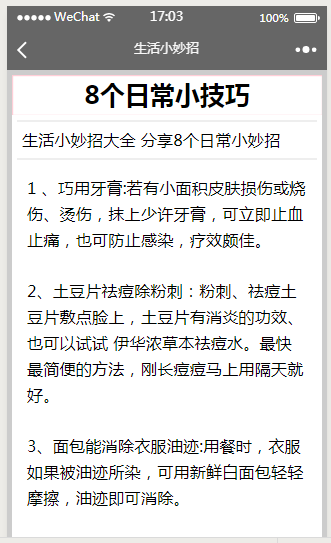 WeChat 17:03 100%
生活小妙招
8个日常小技巧
生活小妙招大全 分享8个日常小妙招
1、巧用牙膏:若有小面积皮肤损伤或烧
伤、烫伤，抹上少许牙膏，可立即止血
止痛，也可防止感染，疗效颇佳。
2、土豆片祛痘除粉刺：粉刺、祛痘土
豆片敷点脸上，土豆片有消炎的功效、
也可以试试 伊华浓草本祛痘水。最快
最简便的方法，刚长痘痘马上用隔天就
好。
3、面包能消除衣服油迹:用餐时，衣服
如果被油迹所染，可用新鲜白面包轻轻
摩擦，油迹即可消除。